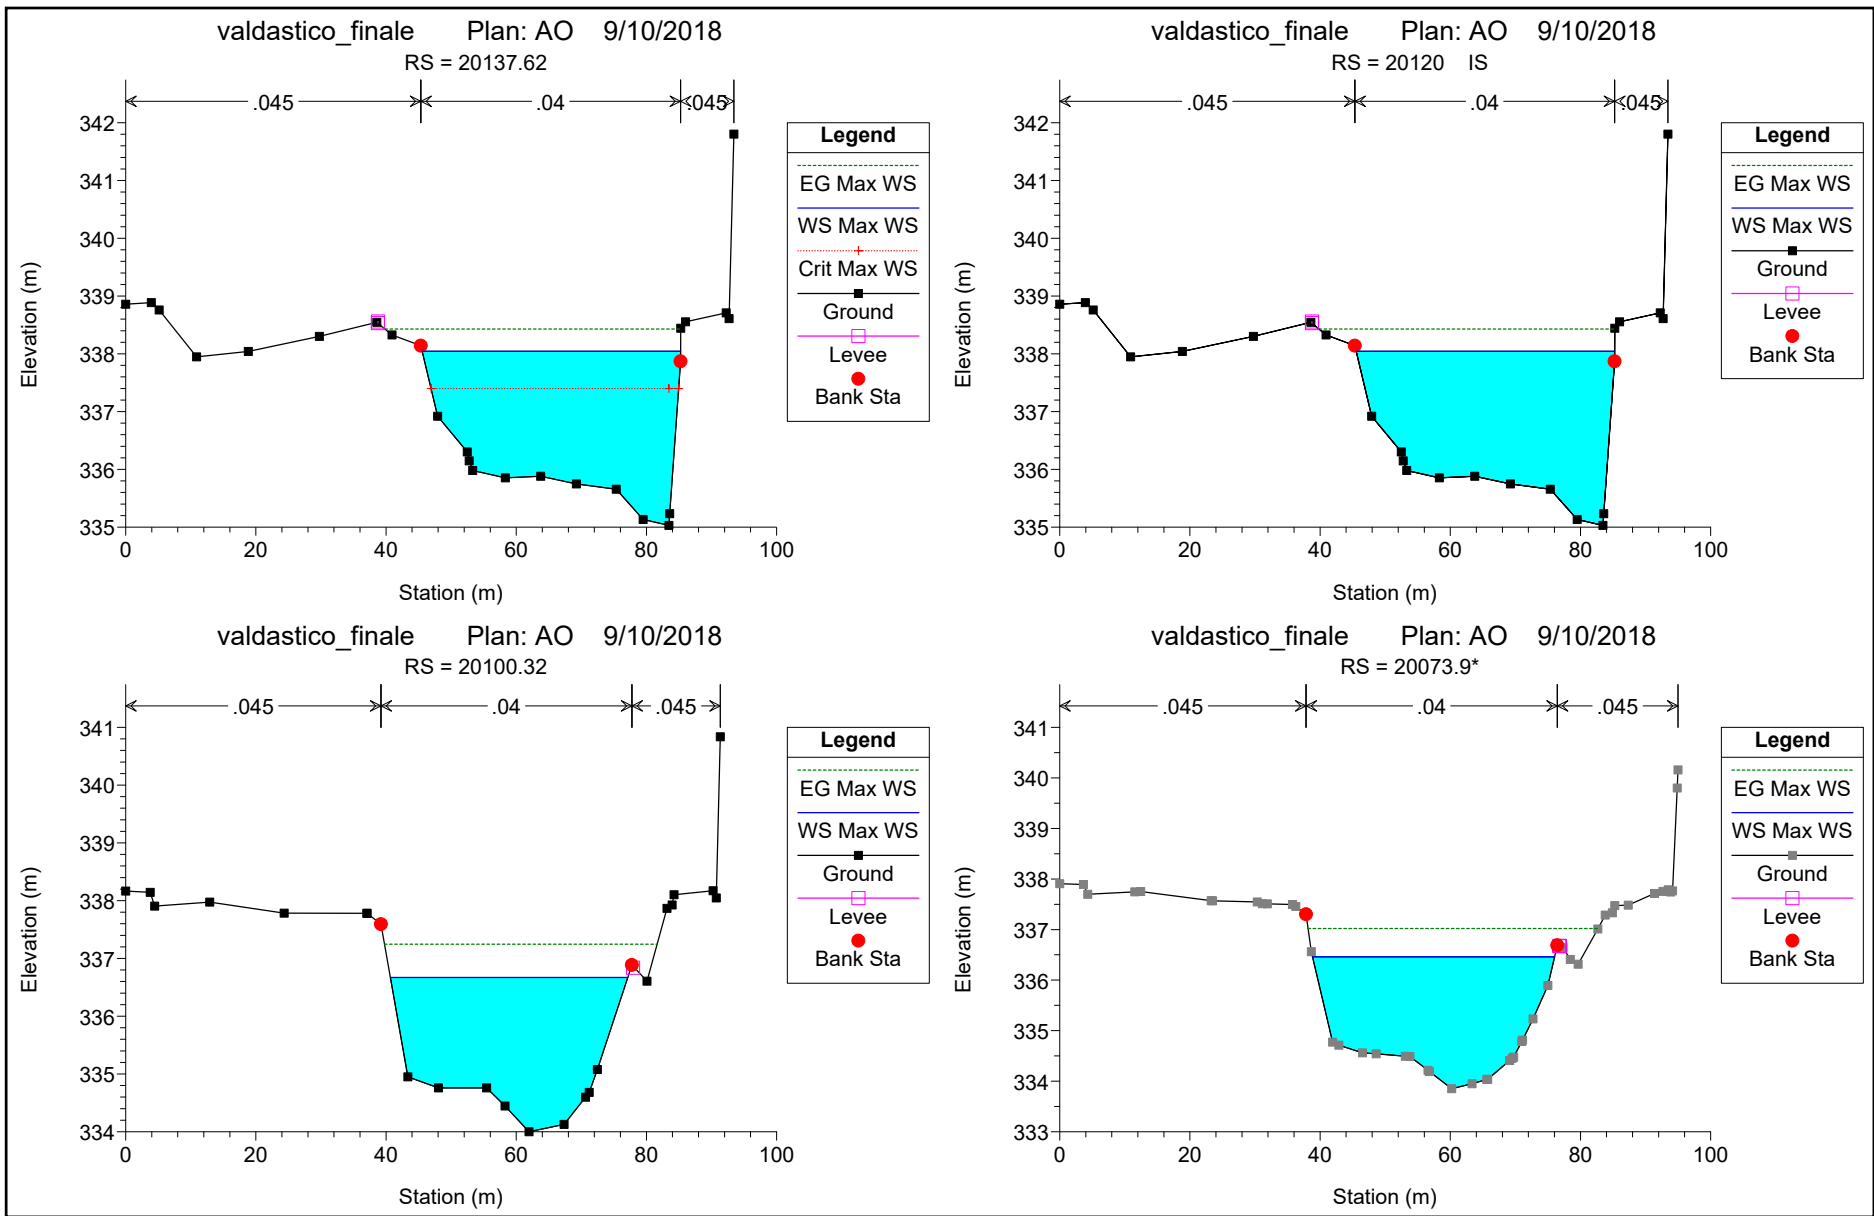 valdastico_finale Plan: AO 9/10/2018
RS = 20137.62
.045 .04 .045
342
341
340
339
338
337
336
335
0 20 40 60 80 100
Elevation (m)
Station (m)
Legend
EG Max WS
WS Max WS
Crit Max WS
Ground
Levee
Bank Sta
valdastico_finale Plan: AO 9/10/2018
RS = 20120 IS
.045 .04 .045
342
341
340
339
338
337
336
335
0 20 40 60 80 100
Elevation (m)
Station (m)
Legend
EG Max WS
WS Max WS
Ground
Levee
Bank Sta
valdastico_finale Plan: AO 9/10/2018
RS = 20100.32
.045 .04 .045
341
340
339
338
337
336
335
334
0 20 40 60 80 100
Elevation (m)
Station (m)
Legend
EG Max WS
WS Max WS
Ground
Levee
Bank Sta
valdastico_finale Plan: AO 9/10/2018
RS = 20073.9*
.045 .04 .045
341
340
339
338
337
336
335
334
333
0 20 40 60 80 100
Elevation (m)
Station (m)
Legend
EG Max WS
WS Max WS
Ground
Levee
Bank Sta